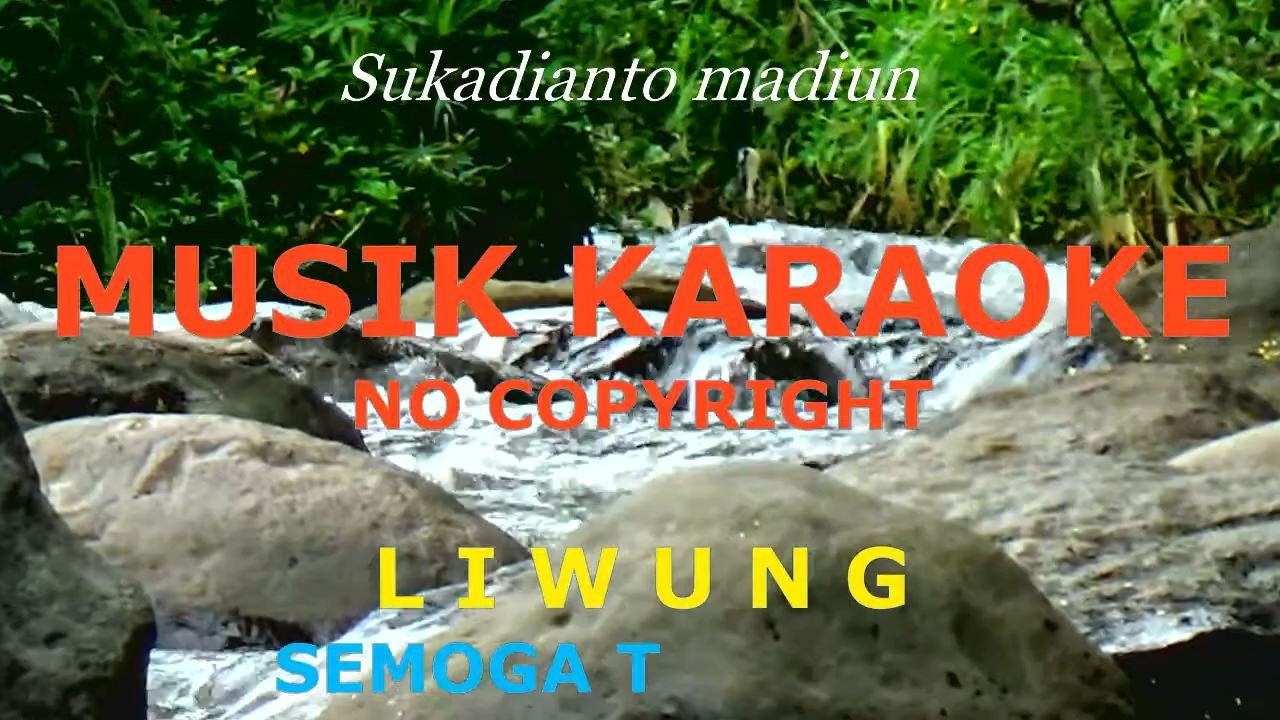 Sukadianto madiun
MUSIK KARAOKE
NO COPYRIGHT
L I W U N G
SEMOGA T